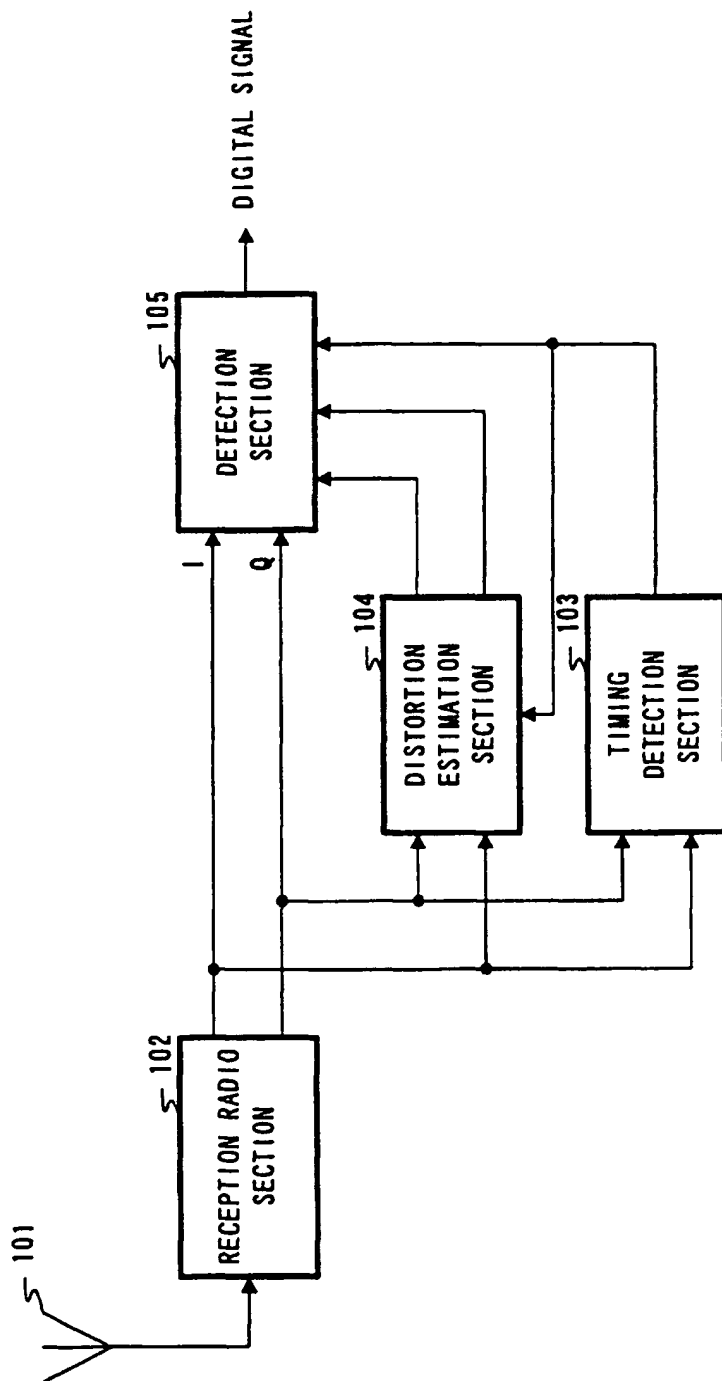 101
102
RECEPTION RADIO
SECTION
I
Q
105
DETECTION
SECTION
DIGITAL SIGNAL
104
DISTORTION
ESTIMATION
SECTION
103
TIMING
DETECTION
SECTION